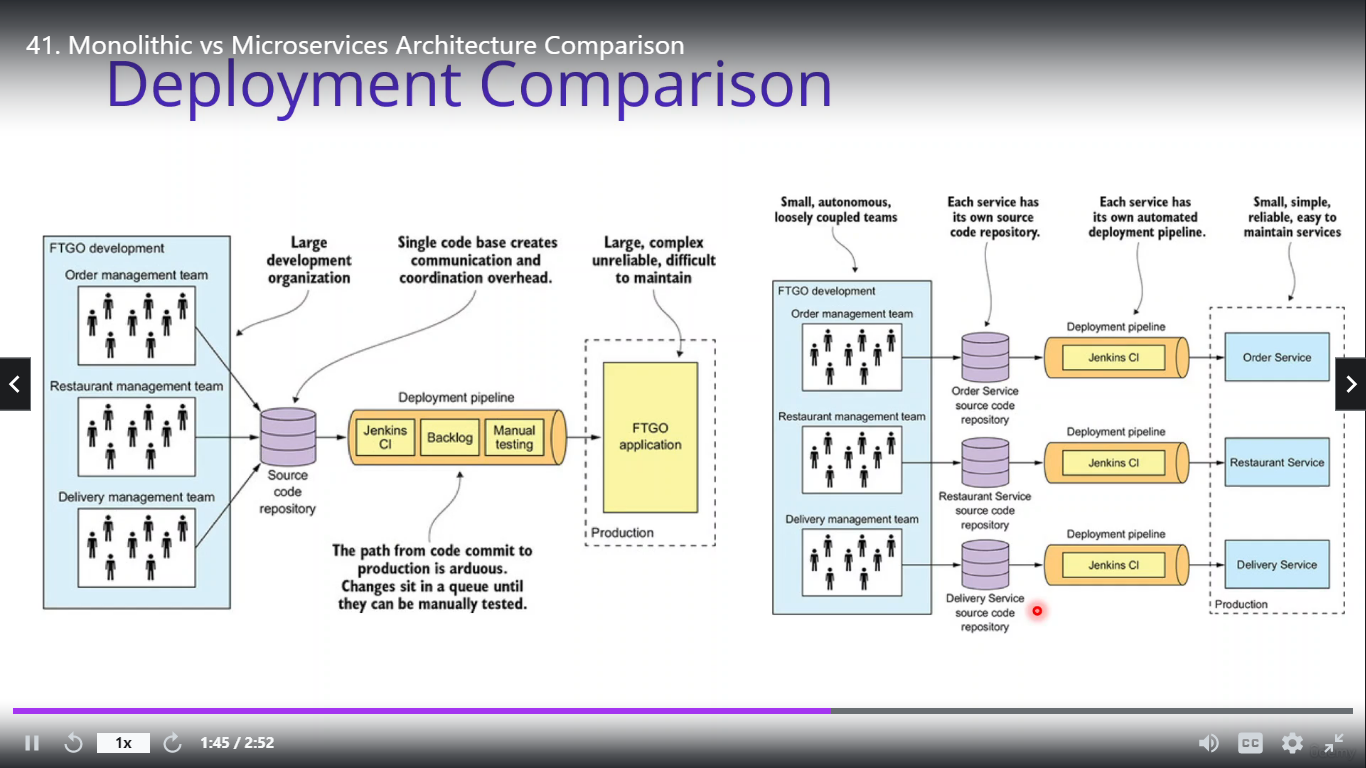 41. Monolithic vs Microservices Architecture Comparison
Deployment Comparison
FTGO development
Order management team
Restaurant management team
Delivery management team
Large
development
organization
Single code base creates
communication and
coordination overhead.
Large, complex
unreliable, difficult
to maintain
Source
code
repository
Deployment pipeline
Jenkins
CI
Backlog
Manual
testing
FTGO
application
Production
The path from code commit to
production is arduous.
Changes sit in a queue until
they can be manually tested.
Small, autonomous,
loosely coupled teams
Each service has
its own source
code repository.
Each service has
its own automated
deployment pipeline.
Small, simple,
reliable, easy to
maintain services
FTGO development
Order management team
Order Service
source code
repository
Deployment pipeline
Jenkins CI
Order Service
Restaurant management team
Restaurant Service
source code
repository
Deployment pipeline
Jenkins CI
Restaurant Service
Delivery management team
Delivery Service
source code
repository
Deployment pipeline
Jenkins CI
Delivery Service
Production
1x
1:45 / 2:52
CC